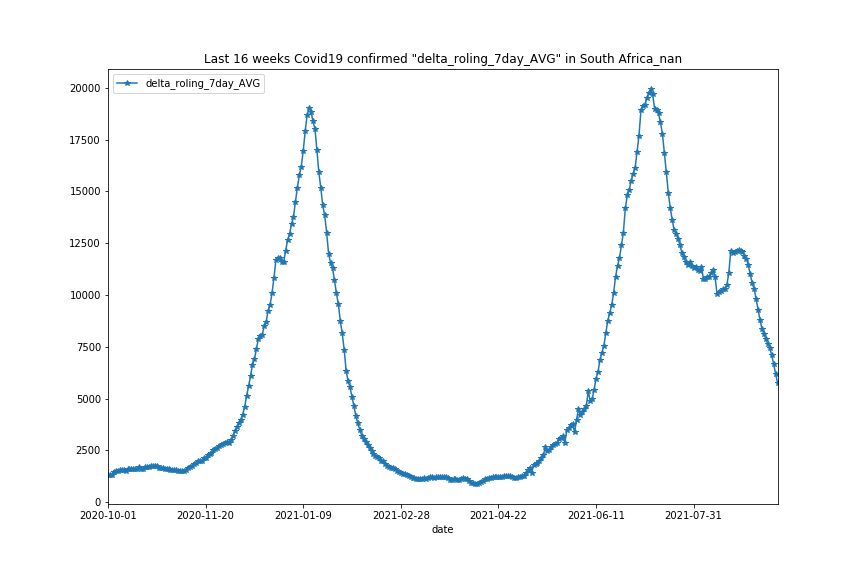 Last 16 weeks Covid19 confirmed "delta_roling_7day_AVG" in South Africa_nan
delta_roling_7day_AVG
20000
17500
15000
12500
10000
7500
5000
2500
0
2020-10-01 2020-11-20 2021-01-09 2021-02-28 2021-04-22 2021-06-11 2021-07-31
date